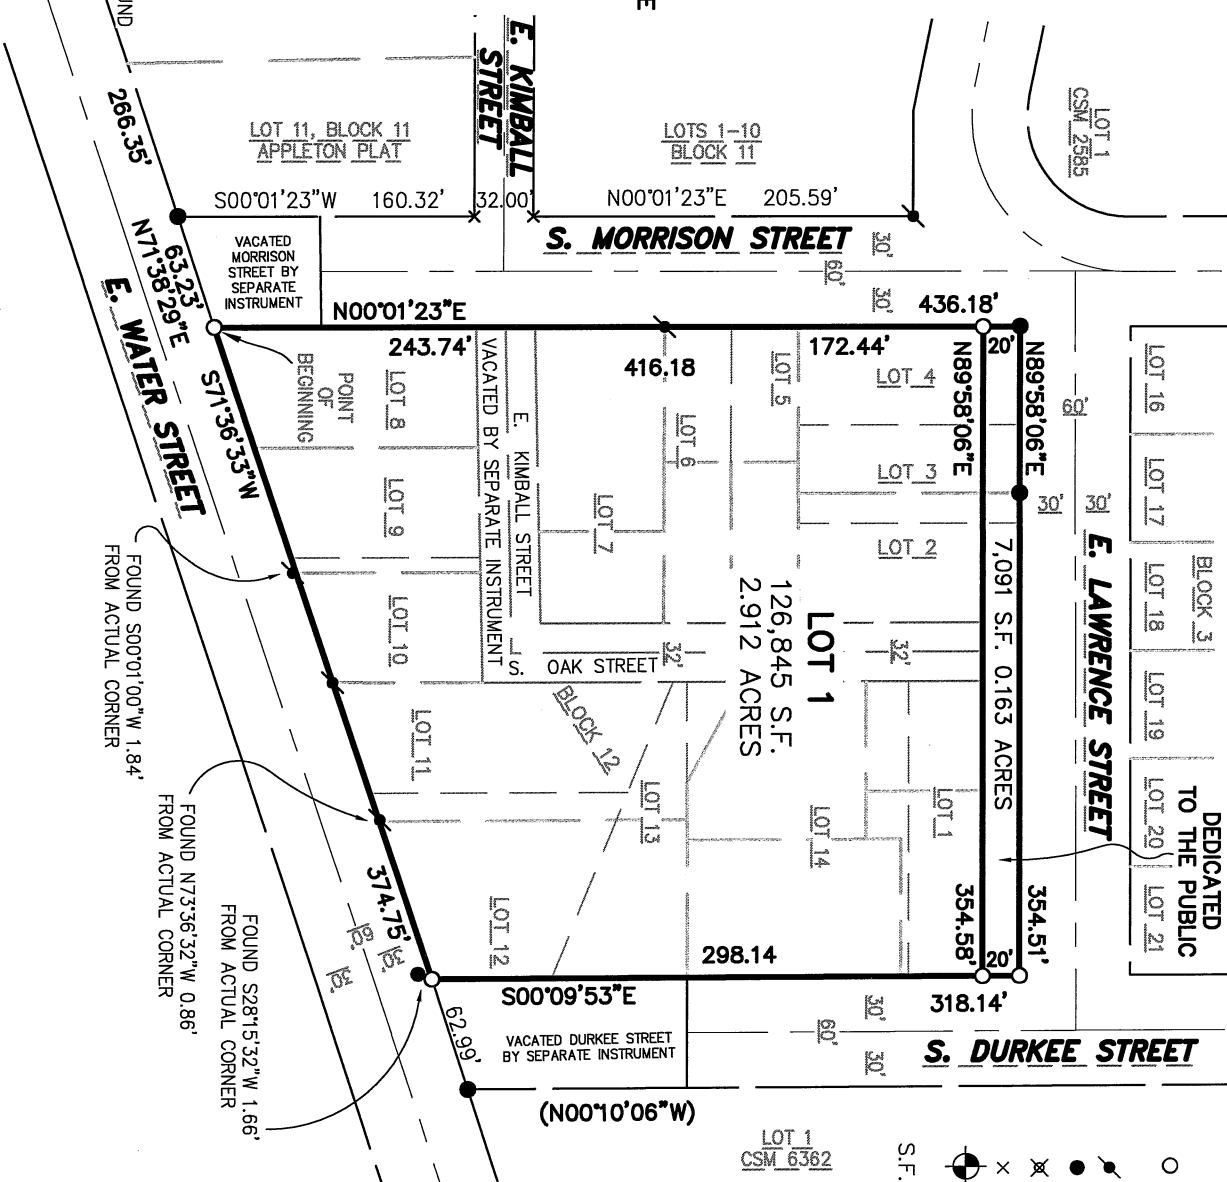 E
UND
E. KIMBALL
STREET
LOT 1
CSM 2585
266.35'
LOT 11, BLOCK 11
APPLETON PLAT
LOTS 1-10
BLOCK 11
S00°01'23"W 160.32'
32.00'
N00°01'23"E 205.59'
S. MORRISON STREET
30'
60'
30'
VACATED
MORRISON
STREET BY
SEPARATE
INSTRUMENT
63.23'
N71°38'29"E
E. WATER STREET
N00°01'23"E
436.18'
243.74'
416.18
172.44'
20'
N89°58'06"E
N89°58'06"E
POINT
OF
BEGINNING
S71°36'33"W
LOT 8
LOT 9
LOT 10
LOT 11
VACATED BY SEPARATE INSTRUMENT
E. KIMBALL STREET
LOT 7
LOT 6
LOT 5
LOT 4
LOT 3
LOT 2
60'
30'
30'
LOT 16
LOT 17
LOT 18
LOT 19
LOT 20
LOT 21
BLOCK 3
E. LAWRENCE STREET
7,091 S.F. 0.163 ACRES
LOT 1
126,845 S.F.
2.912 ACRES
S. OAK STREET
32'
32'
BLOCK 12
LOT 13
LOT 14
LOT 1
LOT 12
DEDICATED
TO THE PUBLIC
FOUND S00°01'00"W 1.84'
FROM ACTUAL CORNER
FOUND N73°36'32"W 0.86'
FROM ACTUAL CORNER
FOUND S28°15'32"W 1.66'
FROM ACTUAL CORNER
374.75'
60'
30'
30'
354.58'
354.51'
20'
298.14
S00°09'53"E
318.14'
62.99'
VACATED DURKEE STREET
BY SEPARATE INSTRUMENT
30'
60'
30'
S. DURKEE STREET
(N00°10'06"W)
LOT 1
CSM 6362
S.F.